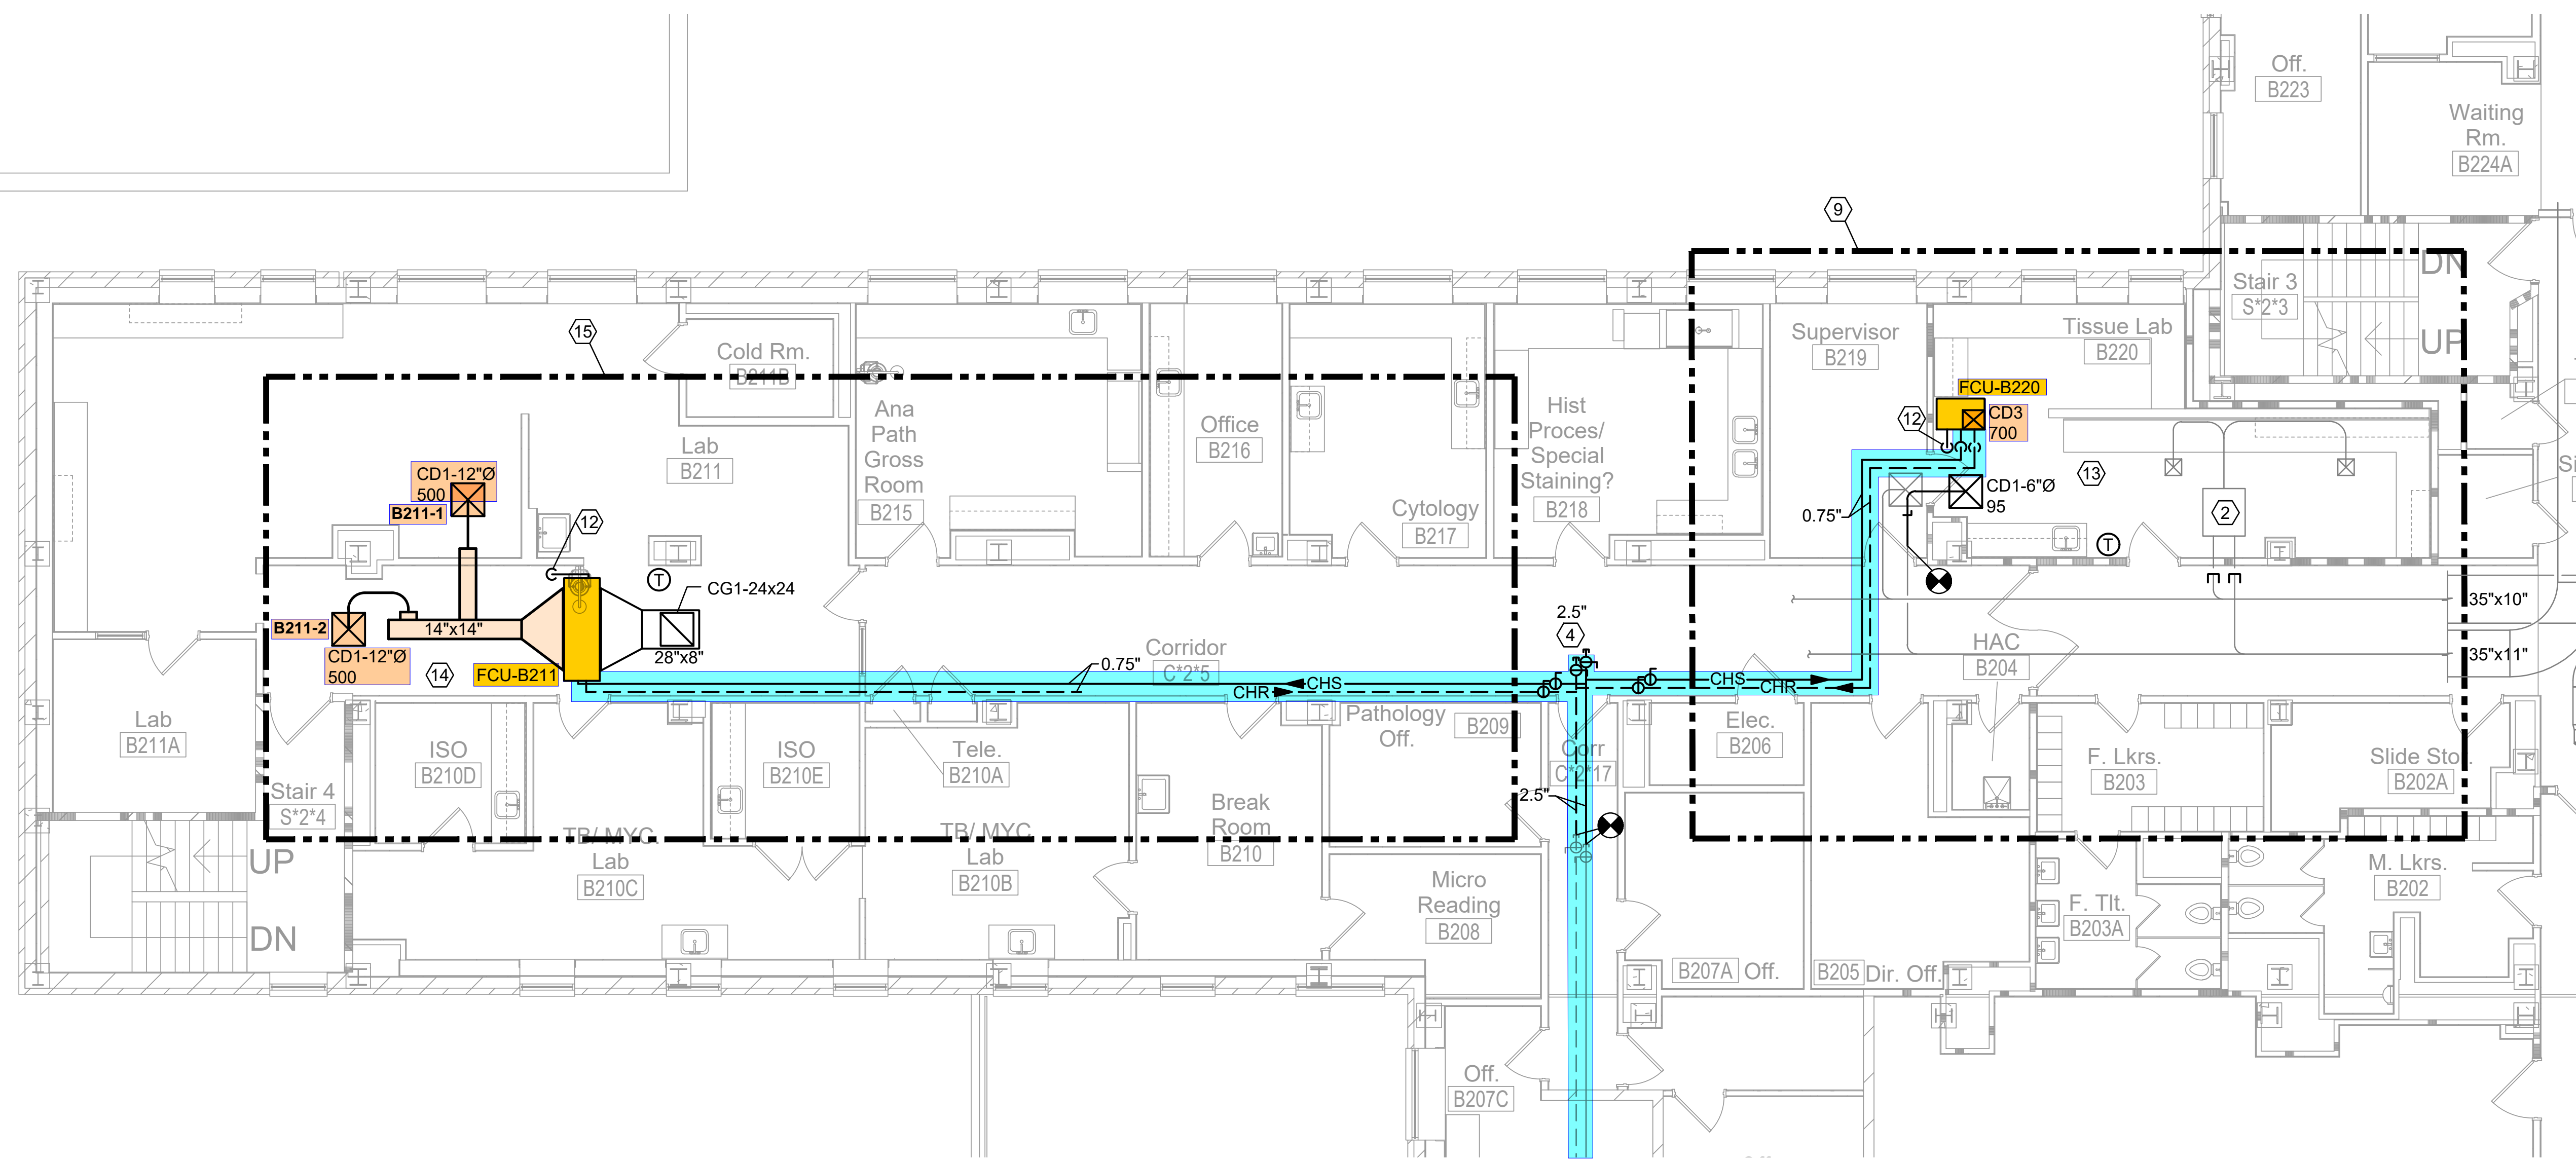 Off.
B223
Waiting
Rm.
B224A
9
DN
Stair 3
S*2*3
UP
15
Cold Rm.
B211B
Supervisor
B219
Tissue Lab
B220
FCU-B220
CD3
700
12
Ana
Path
Gross
Room
B215
Office
B216
Hist
Proces/
Special
Staining?
B218
Lab
B211
CD1-12"Ø
500
B211-1
12
Cytology
B217
0.75"
CD1-6"Ø
95
13
2
T
T
CG1-24x24
B211-2
14"x14"
28"x8"
CD1-12"Ø
500
14
FCU-B211
Corridor
C*2*5
0.75"
2.5"
4
35"x10"
35"x11"
HAC
B204
CHR
CHS
CHS
CHR
Lab
B211A
ISO
B210D
ISO
B210E
Tele.
B210A
Pathology
Off.
B209
Corr
C*2*17
Elec.
B206
F. Lkrs.
B203
Slide Sto.
B202A
Stair 4
S*2*4
2.5"
Break
Room
B210
UP
DN
TB/ MYC.
Lab
B210C
TB/ MYC
Lab
B210B
Micro
Reading
B208
M. Lkrs.
B202
F. Tlt.
B203A
B207A Off.
B205 Dir. Off.
Off.
B207C